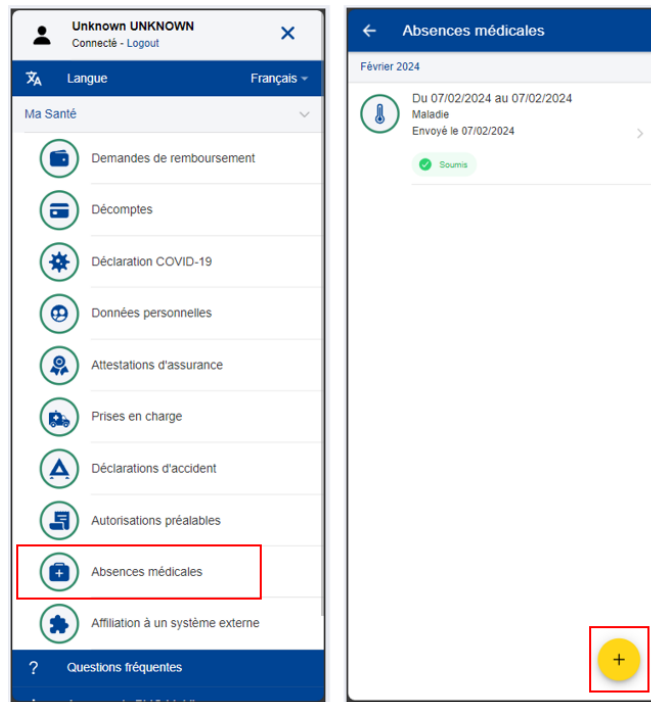 Unknown UNKNOWN
Connecté - Logout
Langue
Français
Ma Santé
Demandes de remboursement
Décomptes
Déclaration COVID-19
Données personnelles
Attestations d'assurance
Prises en charge
Déclarations d'accident
Autorisations préalables
Absences médicales
Affiliation à un système externe
? Questions fréquentes
Absences médicales
Février 2024
Du 07/02/2024 au 07/02/2024
Maladie
Envoyé le 07/02/2024
Soumis
+